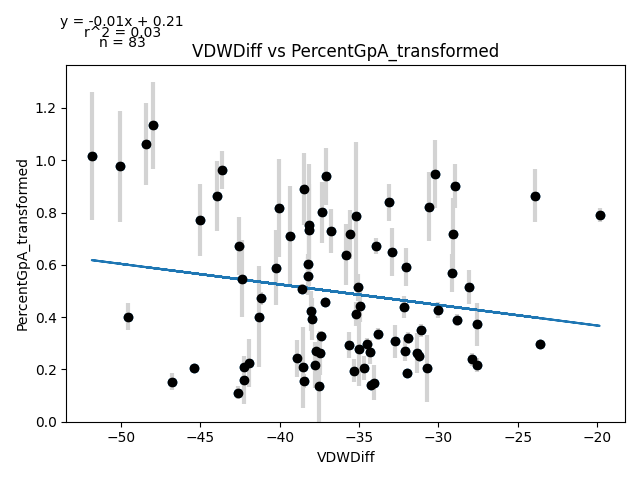 y = -0.01x + 0.21
r^2 = 0.03
n = 83
VDWDiff vs PercentGpA_transformed
1.2
1.0
0.8
0.6
0.4
0.2
0.0
PercentGpA_transformed
−50
−45
−40
−35
−30
−25
−20
VDWDiff